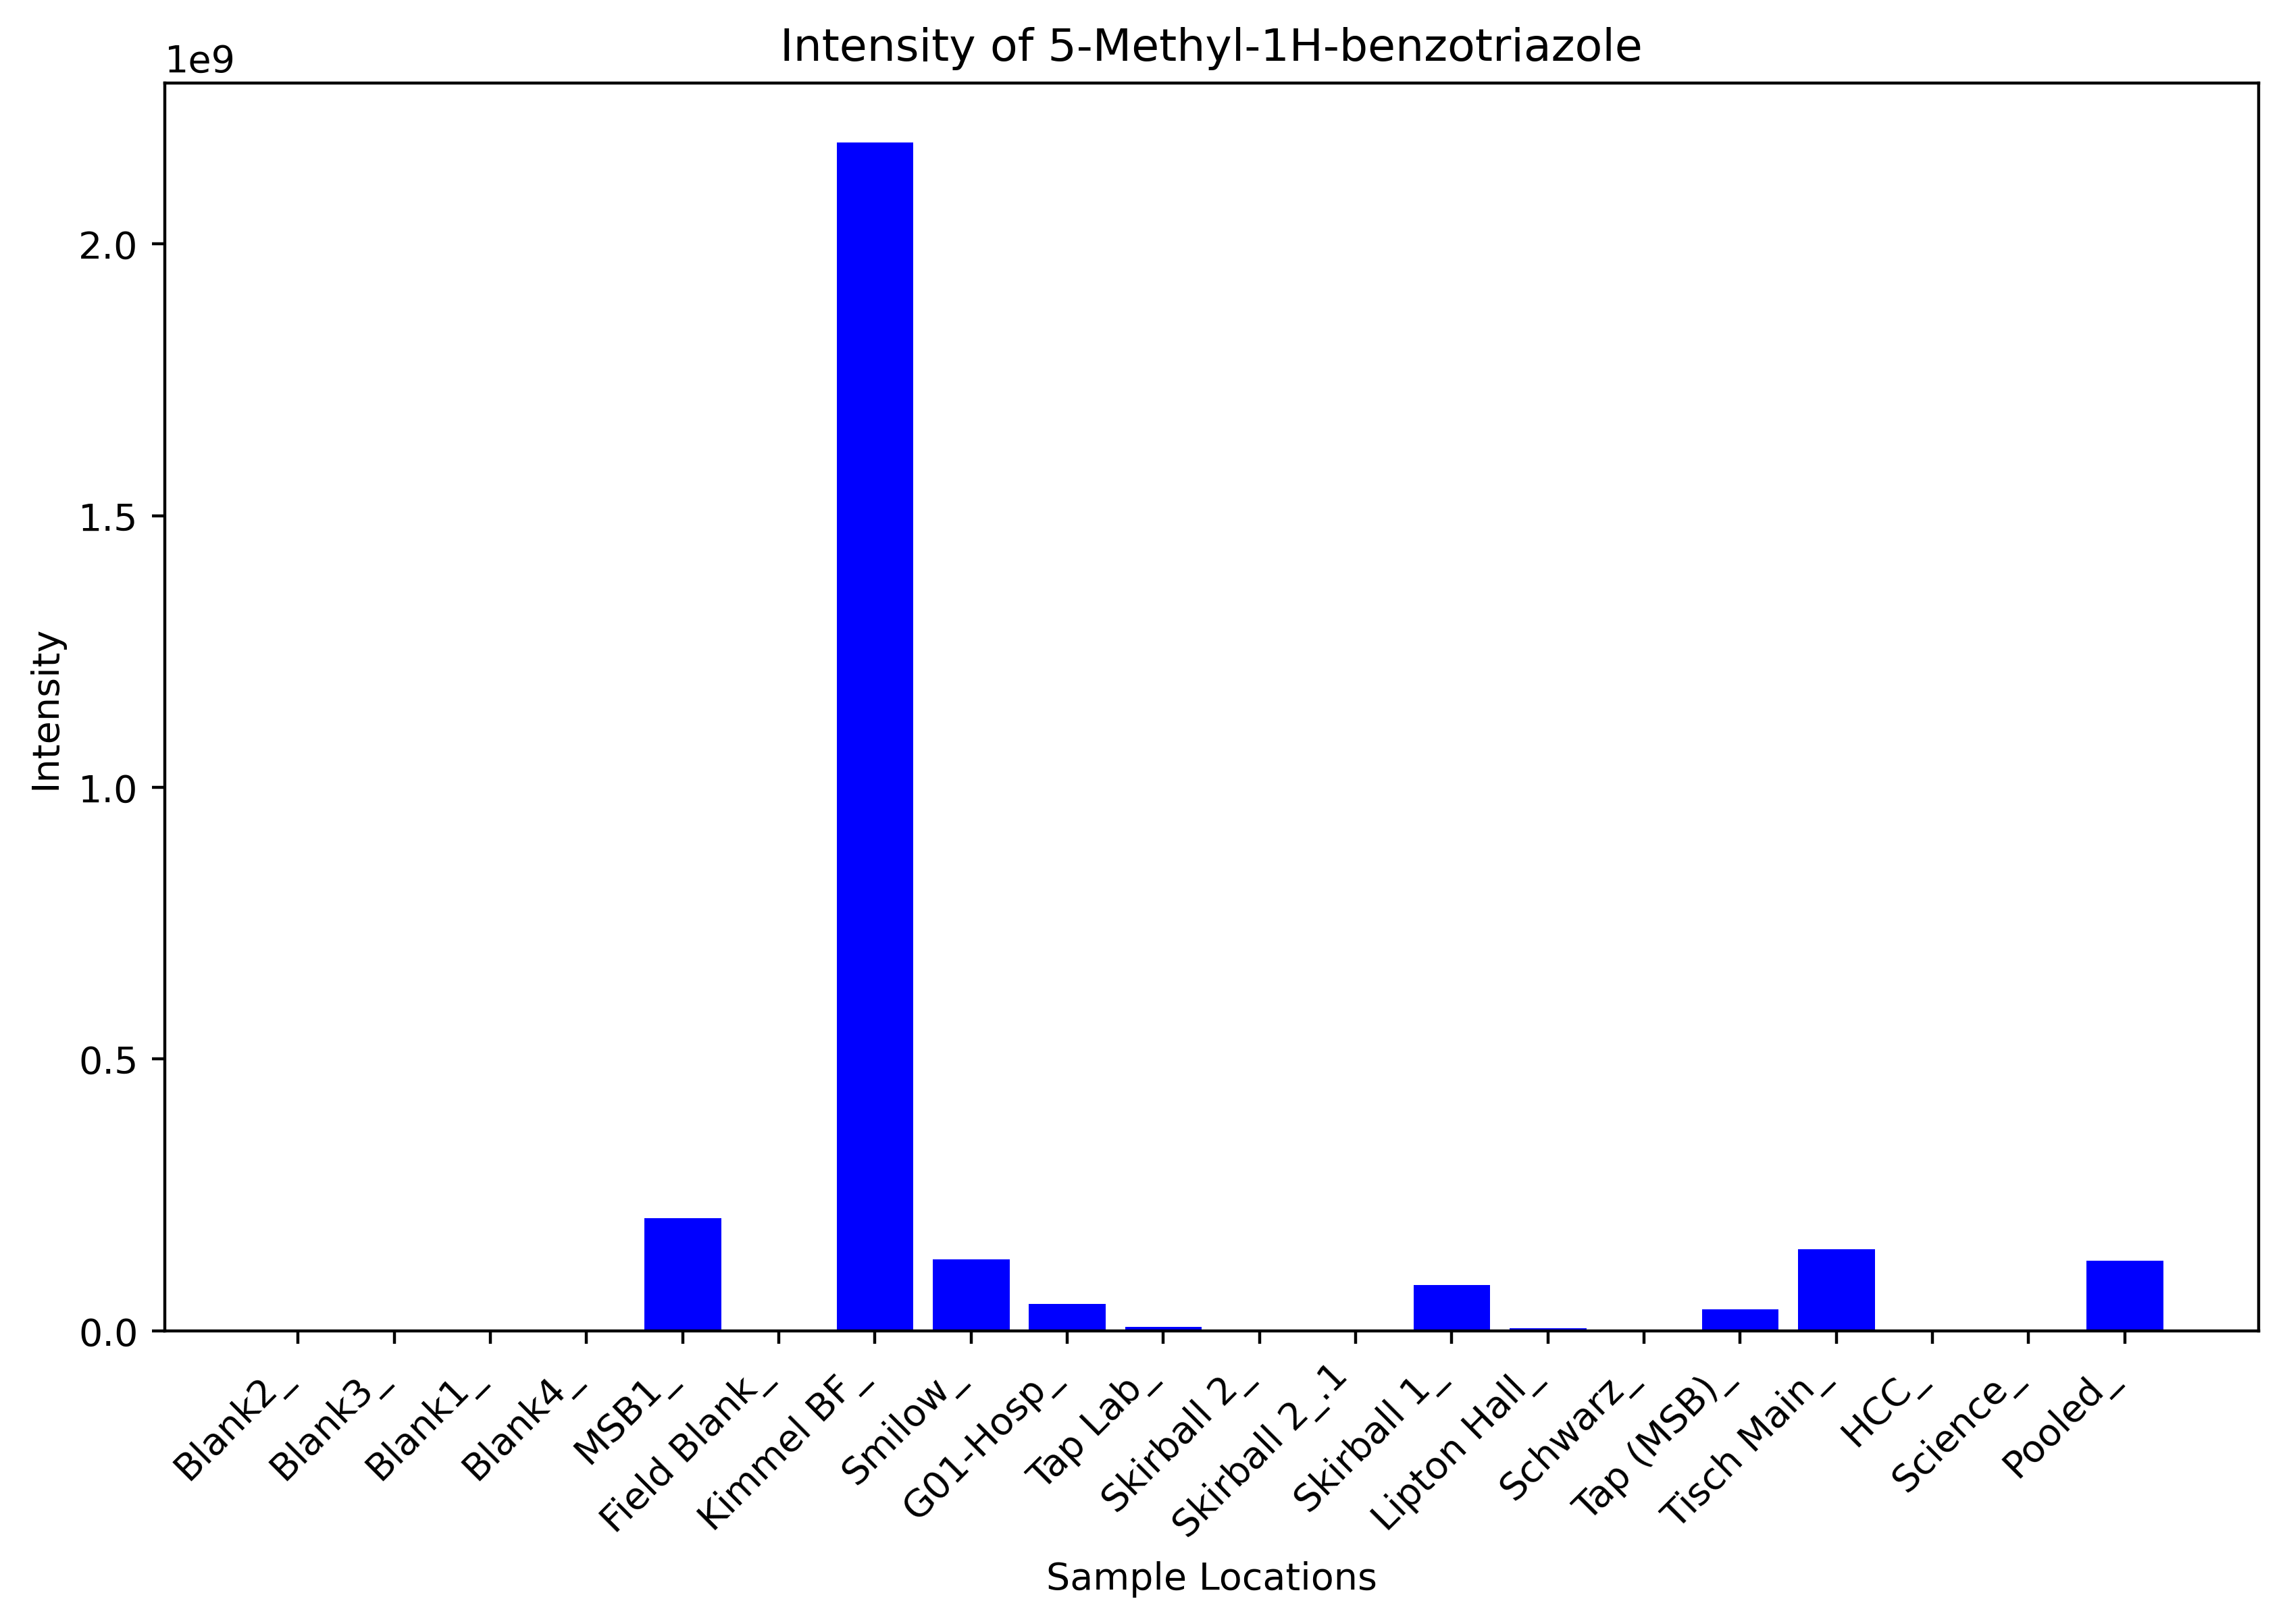 Intensity of 5-Methyl-1H-benzotriazole
1e9
2.0
1.5
1.0
0.5
0.0
Intensity
Blank2_
Blank3_
Blank1_
Blank4_
MSB1_
Field Blank_
Kimmel BF_
Smilow_
G01-Hosp_
Tap Lab_
Skirball 2_
Skirball 2_.1
Skirball 1_
Lipton Hall_
Schwarz_
Tap (MSB)_
Tisch Main_
HCC_
Science_
Pooled_
Sample Locations